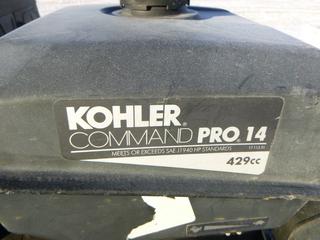 KOHLER®
COMMAND PRO 14
MEETS OR EXCEEDS SAE J1940 HP STANDARDS
429cc